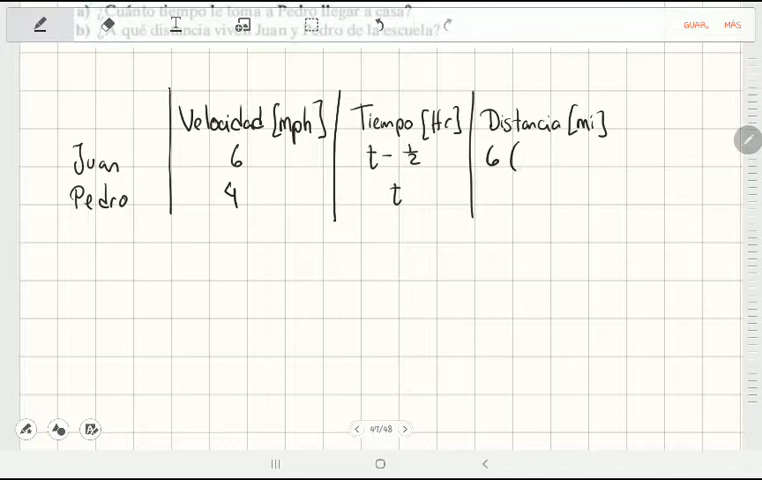 a) ¿Cuánto tiempo le toma a Pedro llegar a casa?
b) ¿A qué distancia viven Juan y Pedro de la escuela?
GUAR. MÁS
Velocidad [mph] Tiempo [Hr] Distancia [mi]
Juan 6 t - 1/2 6 (
Pedro 4 t
47/48